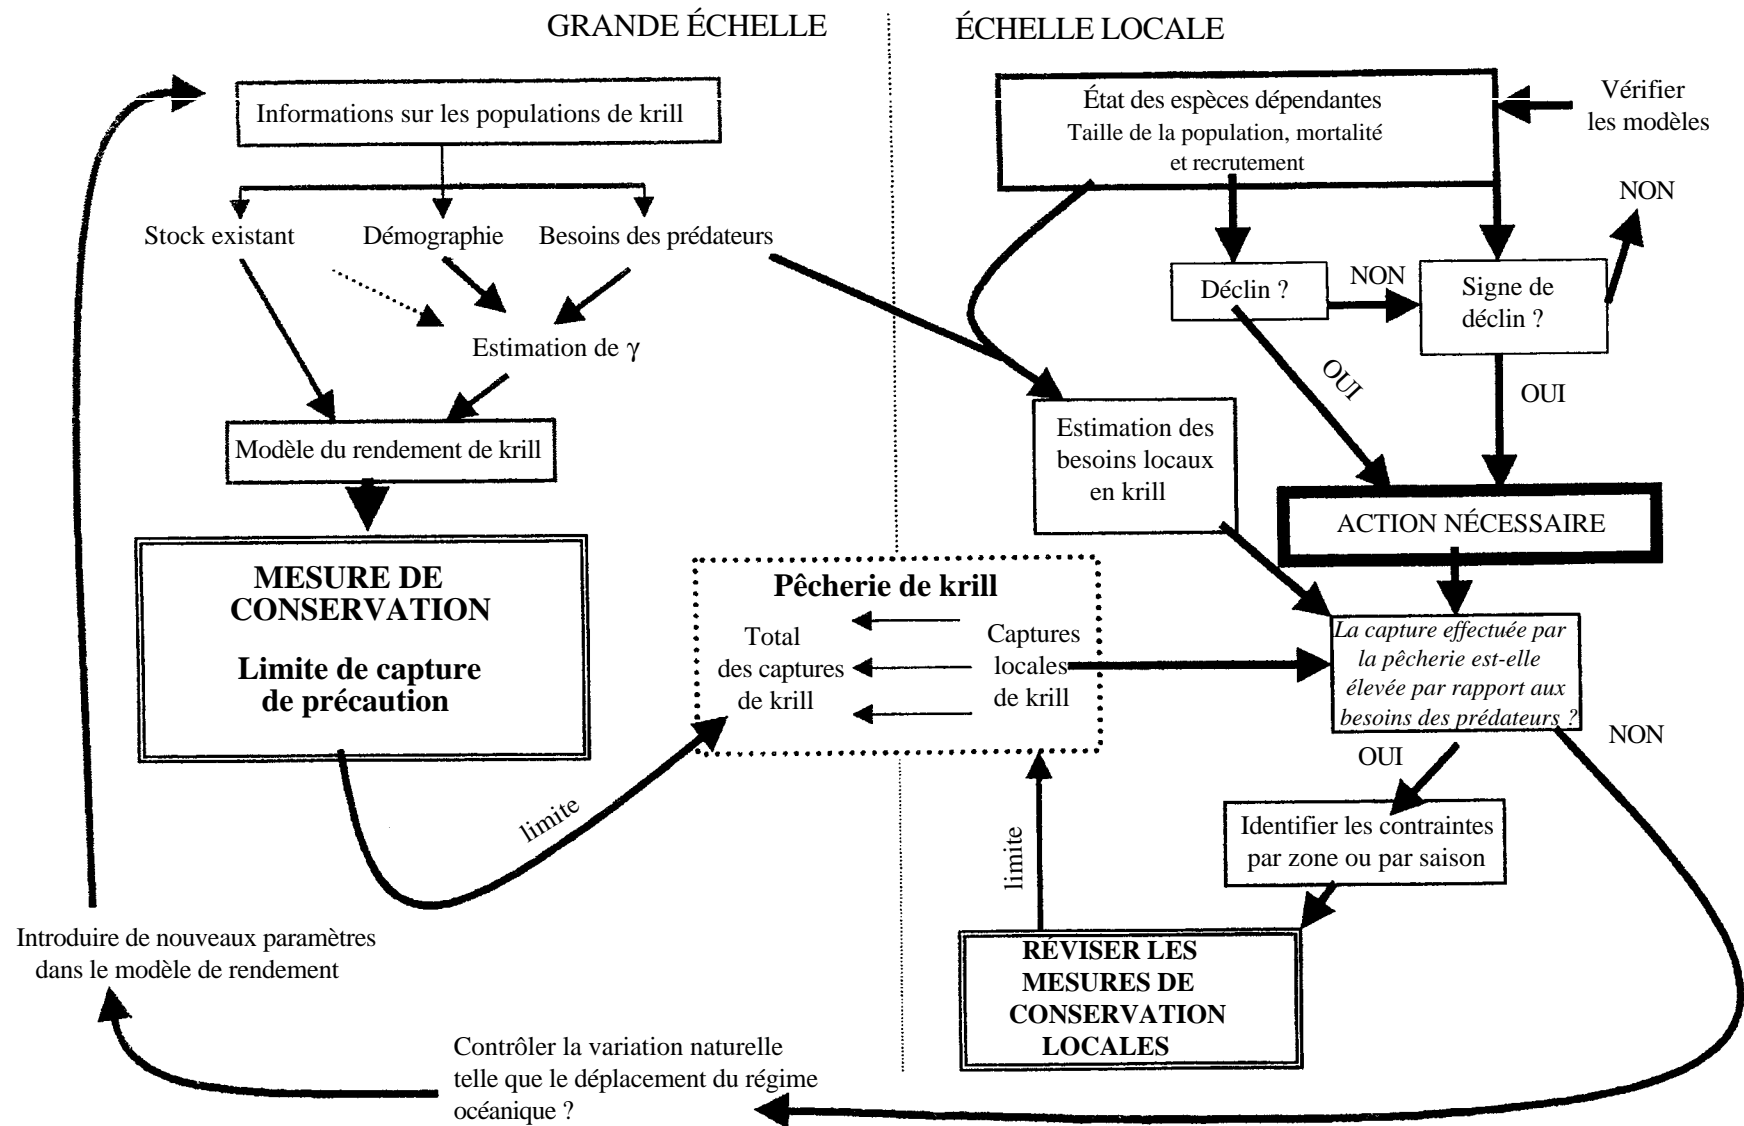 GRANDE ÉCHELLE
ÉCHELLE LOCALE
Informations sur les populations de krill
Stock existant
Démographie
Besoins des prédateurs
Estimation de γ
Modèle du rendement de krill
MESURE DE
CONSERVATION
Limite de capture
de précaution
limite
Introduire de nouveaux paramètres
dans le modèle de rendement
Contrôler la variation naturelle
telle que le déplacement du régime
océanique ?
Pêcherie de krill
Total
des captures
de krill
Captures
locales
de krill
État des espèces dépendantes
Taille de la population, mortalité
et recrutement
Vérifier
les modèles
NON
Déclin ?
NON
Signe de
déclin ?
OUI
OUI
Estimation des
besoins locaux
en krill
ACTION NÉCESSAIRE
La capture effectuée par
la pêcherie est-elle
élevée par rapport aux
besoins des prédateurs ?
NON
OUI
Identifier les contraintes
par zone ou par saison
limite
RÉVISER LES
MESURES DE
CONSERVATION
LOCALES